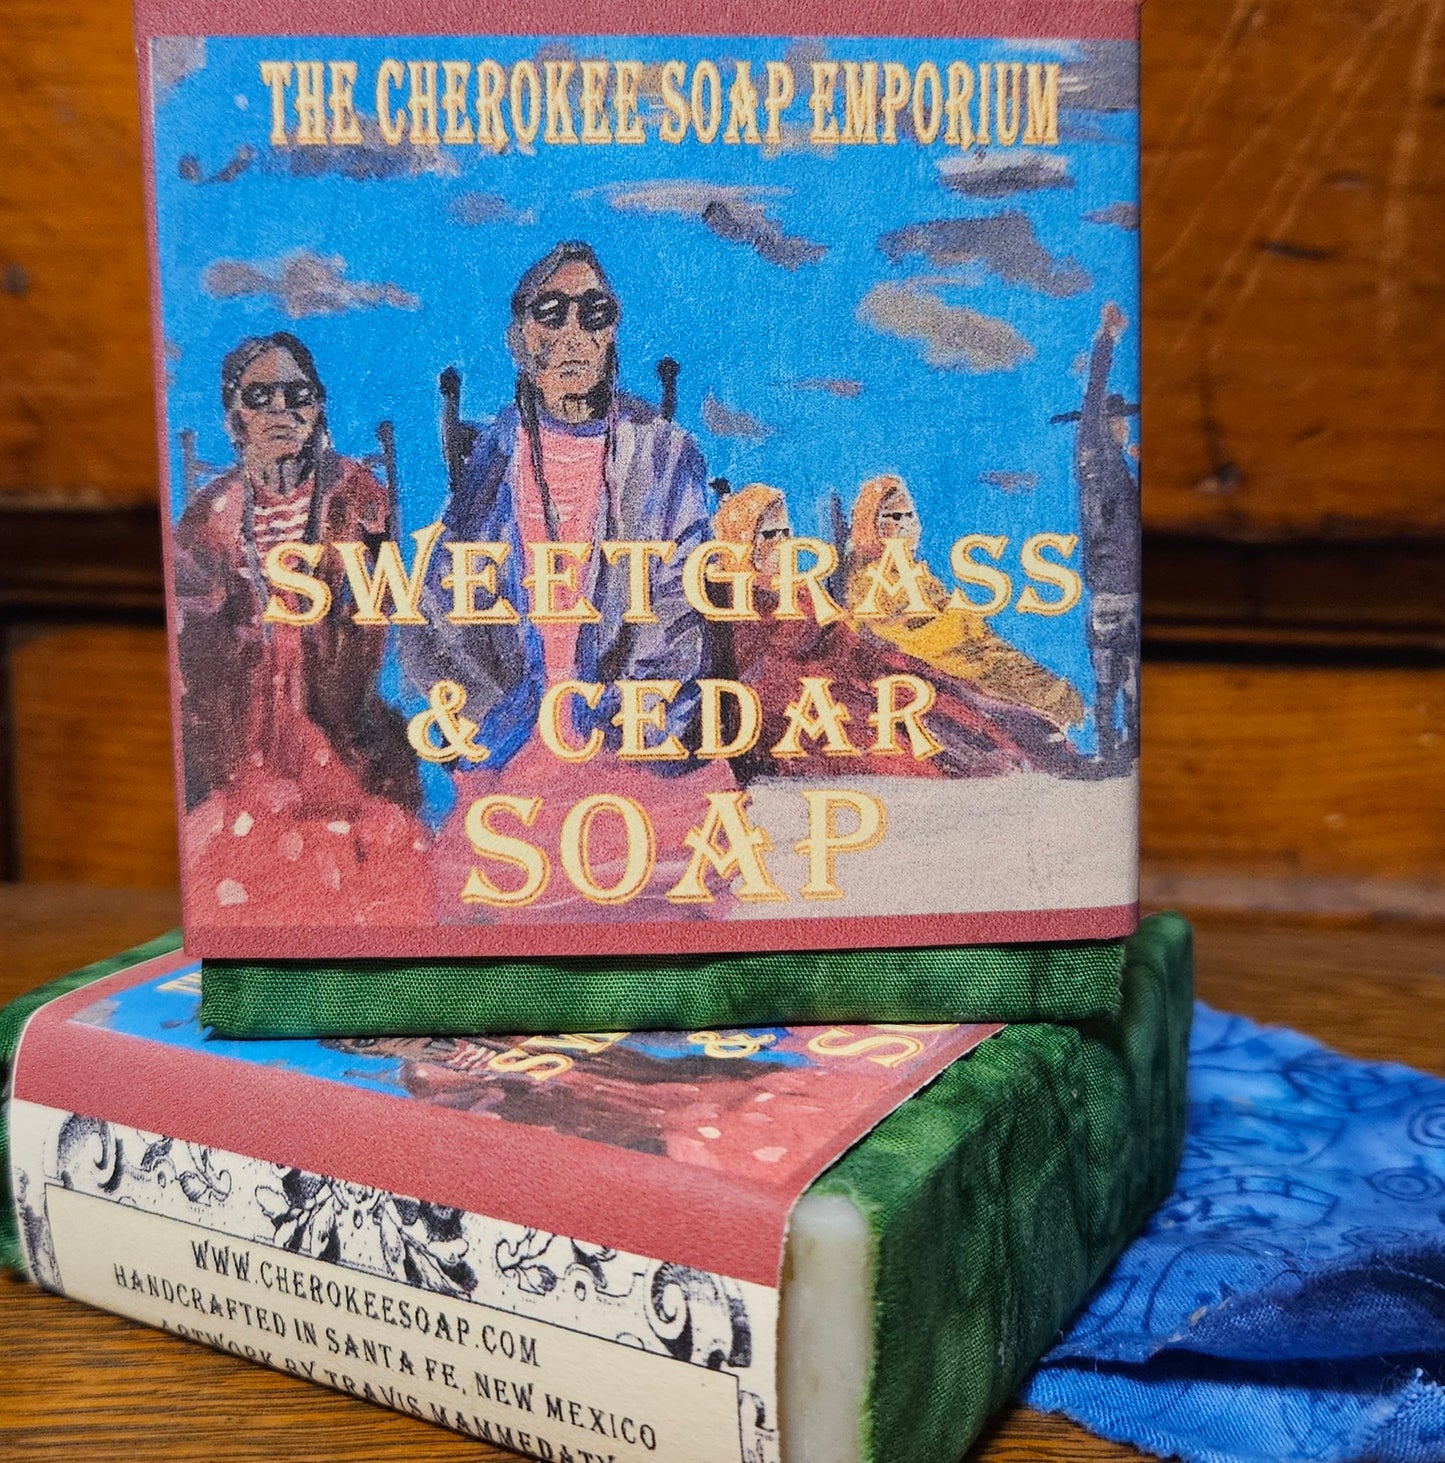 THE CHEROKEE SOAP EMPORIUM
SWEETGRASS
& CEDAR
SOAP
WWW.CHEROKEESOAP.COM
HANDCRAFTED IN SANTA FE, NEW MEXICO
ARTWORK BY TRAVIS MAMMEDATY